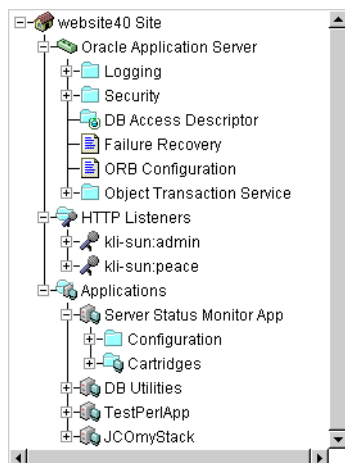 website40 Site
Oracle Application Server
Logging
Security
DB Access Descriptor
Failure Recovery
ORB Configuration
Object Transaction Service
HTTP Listeners
kli-sun:admin
kli-sun:peace
Applications
Server Status Monitor App
Configuration
Cartridges
DB Utilities
TestPerlApp
JCOmyStack